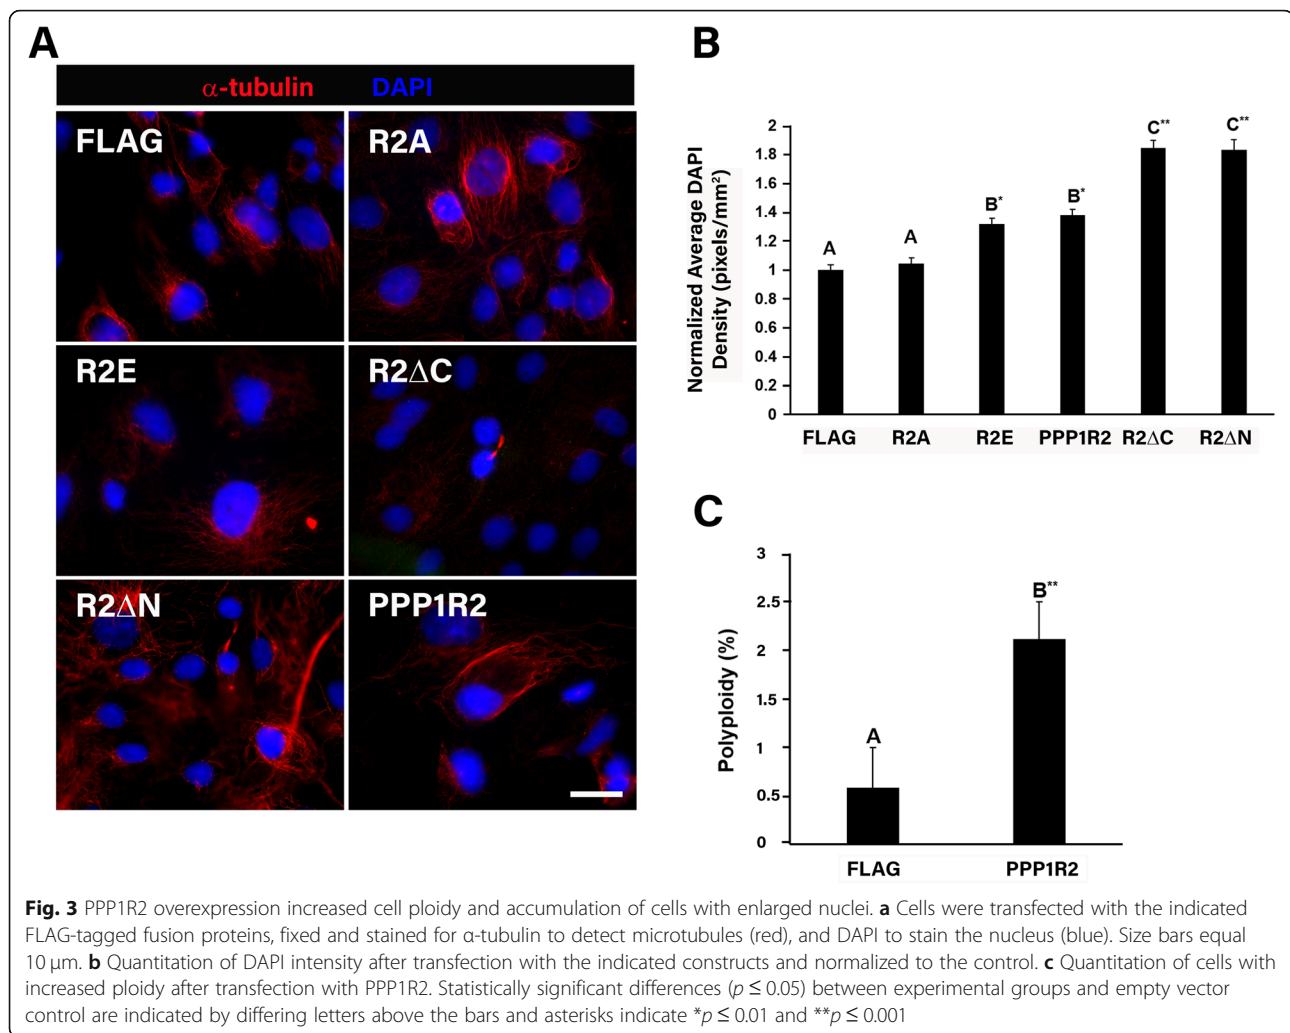 A
α-tubulin DAPI
FLAG
R2A
R2E
R2ΔC
R2ΔN
PPP1R2
B
Normalized Average DAPI
Density (pixels/mm²)
2
1.8
1.6
1.4
1.2
1
0.8
0.6
0.4
0.2
0
A
A
B*
B*
C**
C**
FLAG R2A R2E PPP1R2 R2ΔC R2ΔN
C
Polyploidy (%)
3
2.5
2
1.5
1
0.5
0
A
B**
FLAG PPP1R2
Fig. 3 PPP1R2 overexpression increased cell ploidy and accumulation of cells with enlarged nuclei. a Cells were transfected with the indicated
FLAG-tagged fusion proteins, fixed and stained for α-tubulin to detect microtubules (red), and DAPI to stain the nucleus (blue). Size bars equal
10 μm. b Quantitation of DAPI intensity after transfection with the indicated constructs and normalized to the control. c Quantitation of cells with
increased ploidy after transfection with PPP1R2. Statistically significant differences (p ≤ 0.05) between experimental groups and empty vector
control are indicated by differing letters above the bars and asterisks indicate *p ≤ 0.01 and **p ≤ 0.001